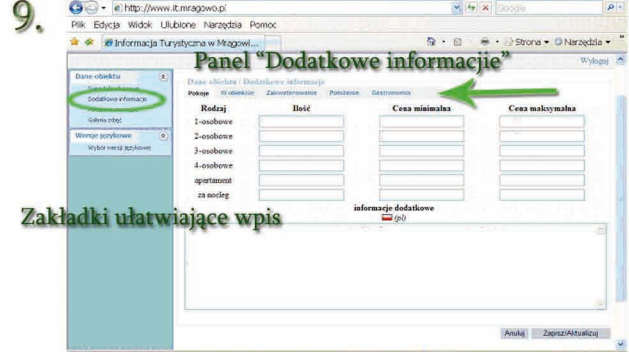 9.
http://www.it.mragowo.pl
Google
Plik Edycja Widok Ulubione Narzędzia Pomoc
Informacja Turystyczna w Mrągowi...
Strona Narzędzia
Panel “Dodatkowe informacjie”
Wyloguj
Dane obiektu
Dodatkowe informacje
Galeria zdjęć
Wersje językowe
Wybór wersji językowej
Dane obiektu / Dodatkowe informacje
Pokoje W obiekcie Zakwaterowanie Położenie Gastronomia
Rodzaj Ilość Cena minimalna Cena maksymalna
1-osobowe
2-osobowe
3-osobowe
4-osobowe
apartament
za nocleg
informacje dodatkowe
(pl)
Zakładki ułatwiające wpis
Anuluj Zapisz/Aktualizuj